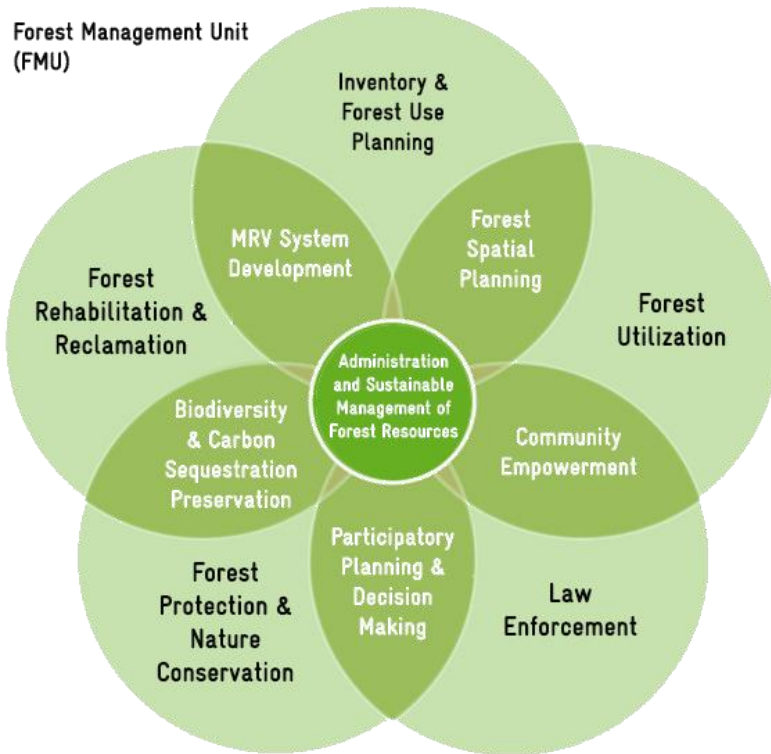 Forest Management Unit
(FMU)
Inventory &
Forest Use
Planning
MRV System
Development
Forest
Spatial
Planning
Forest
Rehabilitation &
Reclamation
Forest
Utilization
Administration
and Sustainable
Management of
Forest Resources
Biodiversity
& Carbon
Sequestration
Preservation
Community
Empowerment
Participatory
Planning &
Decision
Making
Forest
Protection &
Nature
Conservation
Law
Enforcement